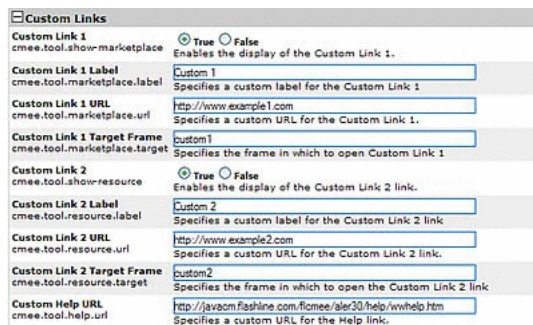 Custom Links
Custom Link 1
cmee.tool.show-marketplace
True False
Enables the display of the Custom Link 1.
Custom Link 1 Label
cmee.tool.marketplace.label
Custom 1
Specifies a custom label for the Custom Link 1
Custom Link 1 URL
cmee.tool.marketplace.url
http://www.example1.com
Specifies a custom URL for the Custom Link 1.
Custom Link 1 Target Frame
cmee.tool.marketplace.target
custom1
Specifies the frame in which to open Custom Link 1
Custom Link 2
cmee.tool.show-resource
True False
Enables the display of the Custom Link 2 link.
Custom Link 2 Label
cmee.tool.resource.label
Custom 2
Specifies a custom label for the Custom Link 2 link
Custom Link 2 URL
cmee.tool.resource.url
http://www.example2.com
Specifies a custom URL for the Custom Link 2 link.
Custom Link 2 Target Frame
cmee.tool.resource.target
custom2
Specifies the frame in which to open the Custom Link 2 link
Custom Help URL
cmee.tool.help.url
http://javacm.flashline.com/flcmee/aler30/help/wwhelp.htm
Specifies a custom URL for the Help link.